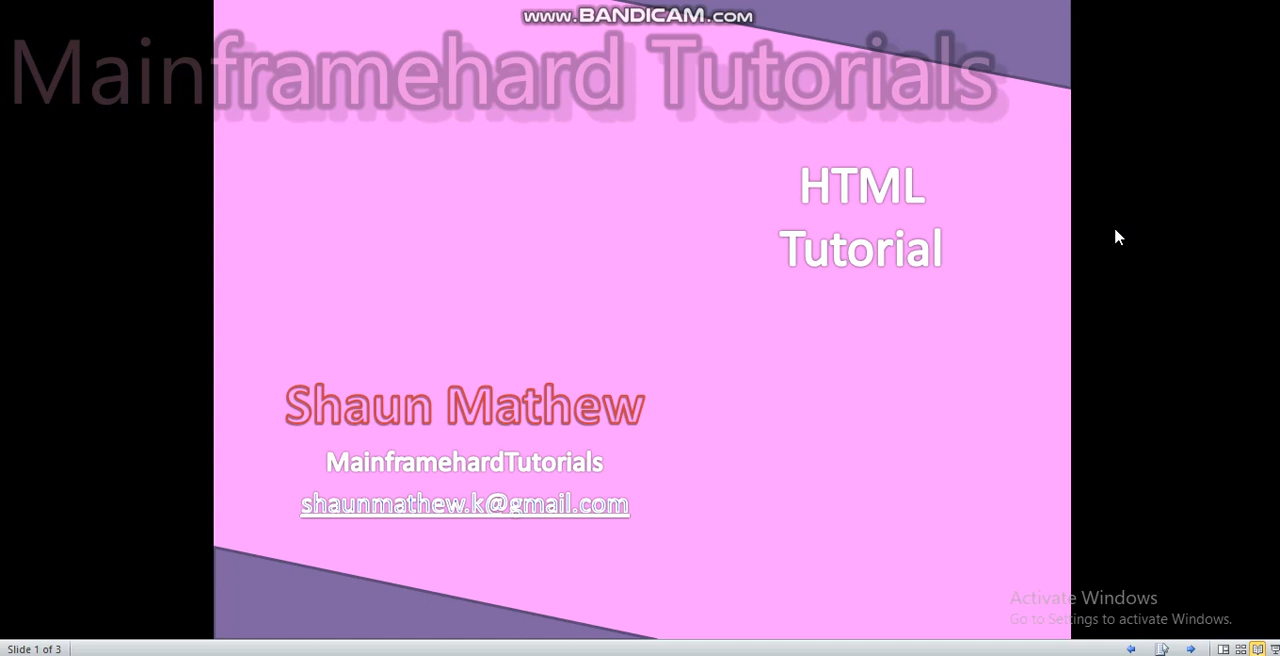 www.BANDICAM.com
Mainframehard Tutorials
HTML
Tutorial
Shaun Mathew
MainframehardTutorials
shaunmathew.k@gmail.com
Activate Windows
Go to Settings to activate Windows.
Slide 1 of 3